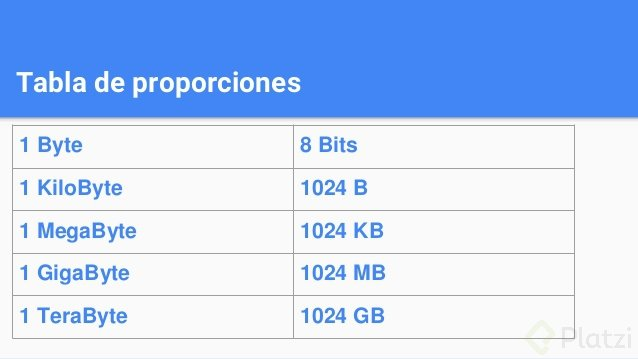 Tabla de proporciones
1 Byte 8 Bits
1 KiloByte 1024 B
1 MegaByte 1024 KB
1 GigaByte 1024 MB
1 TeraByte 1024 GB
Platzi